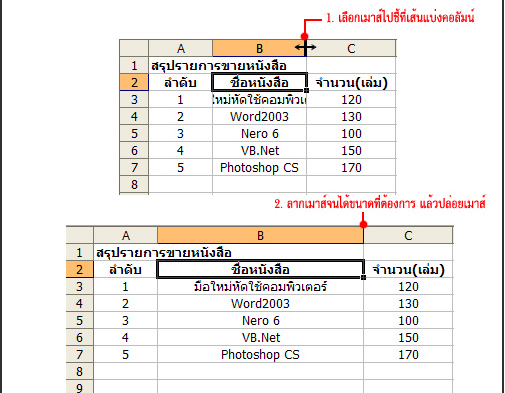 1. เลือกเมาส์ไปชี้ที่เส้นแบ่งคอลัมน์
A B C
1 สรุปรายการขายหนังสือ
2 ลำดับ ชื่อหนังสือ จำนวน(เล่ม)
3 1 ใหม่หัดใช้คอมพิวเ 120
4 2 Word2003 130
5 3 Nero 6 100
6 4 VB.Net 150
7 5 Photoshop CS 170
8
2. ลากเมาส์จนได้ขนาดที่ต้องการ แล้วปล่อยเมาส์
A B C
1 สรุปรายการขายหนังสือ
2 ลำดับ ชื่อหนังสือ จำนวน(เล่ม)
3 1 มือใหม่หัดใช้คอมพิวเตอร์ 120
4 2 Word2003 130
5 3 Nero 6 100
6 4 VB.Net 150
7 5 Photoshop CS 170
8
9